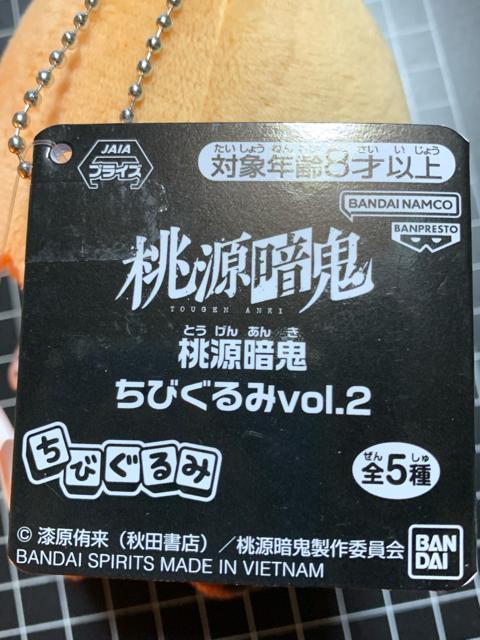 JAIA
プライズ
たいしょうねんれい さい いじょう
対象年齢8才以上
BANDAI NAMCO
BANPRESTO
桃源暗鬼
TOUGEN ANKI
とうげんあんき
桃源暗鬼
ちびぐるみvol.2
ちびぐるみ
ぜん しゅ
全5種
© 漆原侑来（秋田書店）／桃源暗鬼製作委員会
BANDAI SPIRITS MADE IN VIETNAM
BAN
DAI